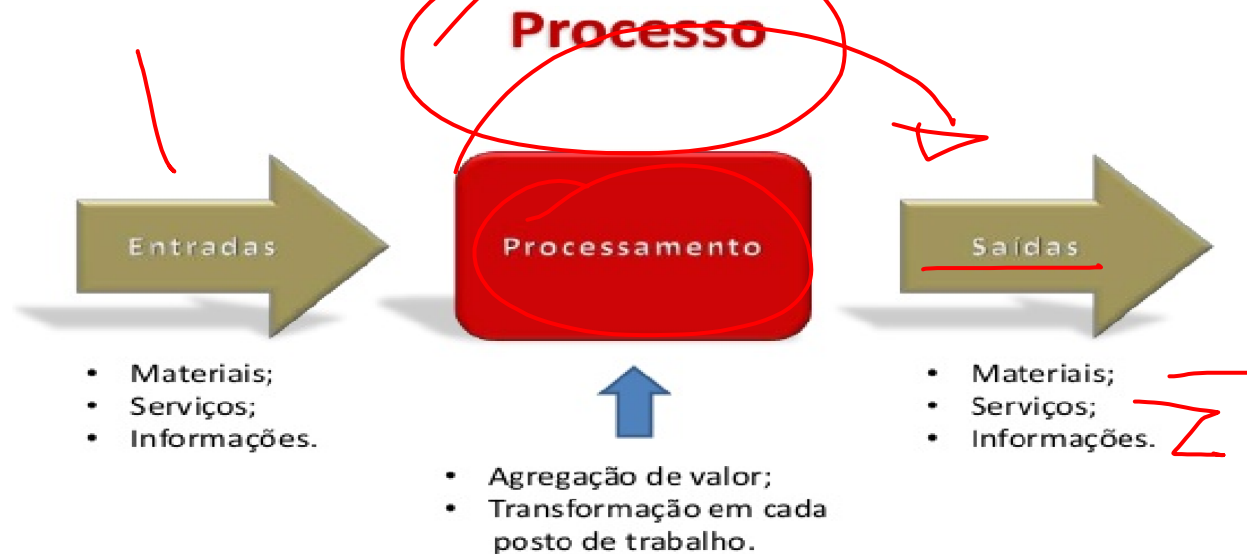 Processo
Entradas
Processamento
Saídas
• Materiais;
• Serviços;
• Informações.
• Agregação de valor;
• Transformação em cada
posto de trabalho.
• Materiais;
• Serviços;
• Informações.